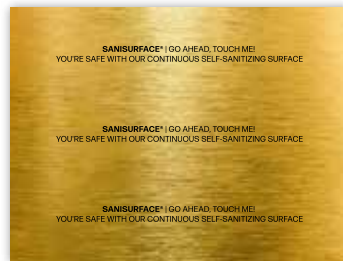 SANISURFACE® | GO AHEAD, TOUCH ME!
YOU'RE SAFE WITH OUR CONTINUOUS SELF-SANITIZING SURFACE
SANISURFACE® | GO AHEAD, TOUCH ME!
YOU'RE SAFE WITH OUR CONTINUOUS SELF-SANITIZING SURFACE
SANISURFACE® | GO AHEAD, TOUCH ME!
YOU'RE SAFE WITH OUR CONTINUOUS SELF-SANITIZING SURFACE